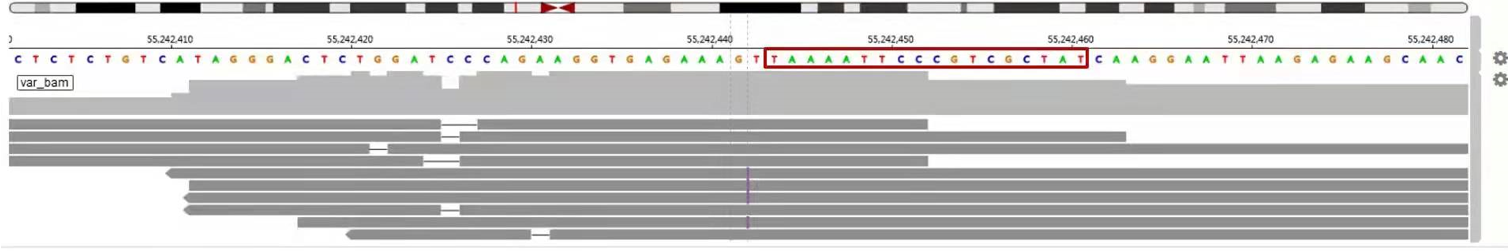 0 55,242,410 55,242,420 55,242,430 55,242,440 55,242,450 55,242,460 55,242,470 55,242,480
C T C T C T G T C A T A G G G A C T C T G G A T C C C A G A A G G T G A G A A A G T T A A A A T T C C C G T C G C T A T C A A G G A A T T A A G A G A A G C A A C
var_bam